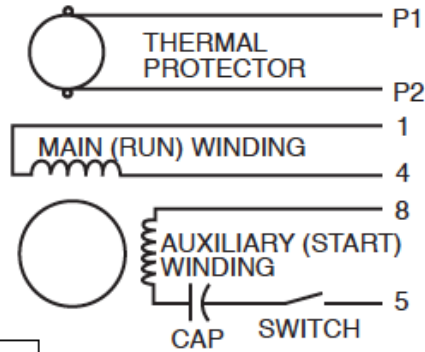 P1
THERMAL
PROTECTOR
P2
1
MAIN (RUN) WINDING
4
8
AUXILIARY (START)
WINDING
5
CAP
SWITCH